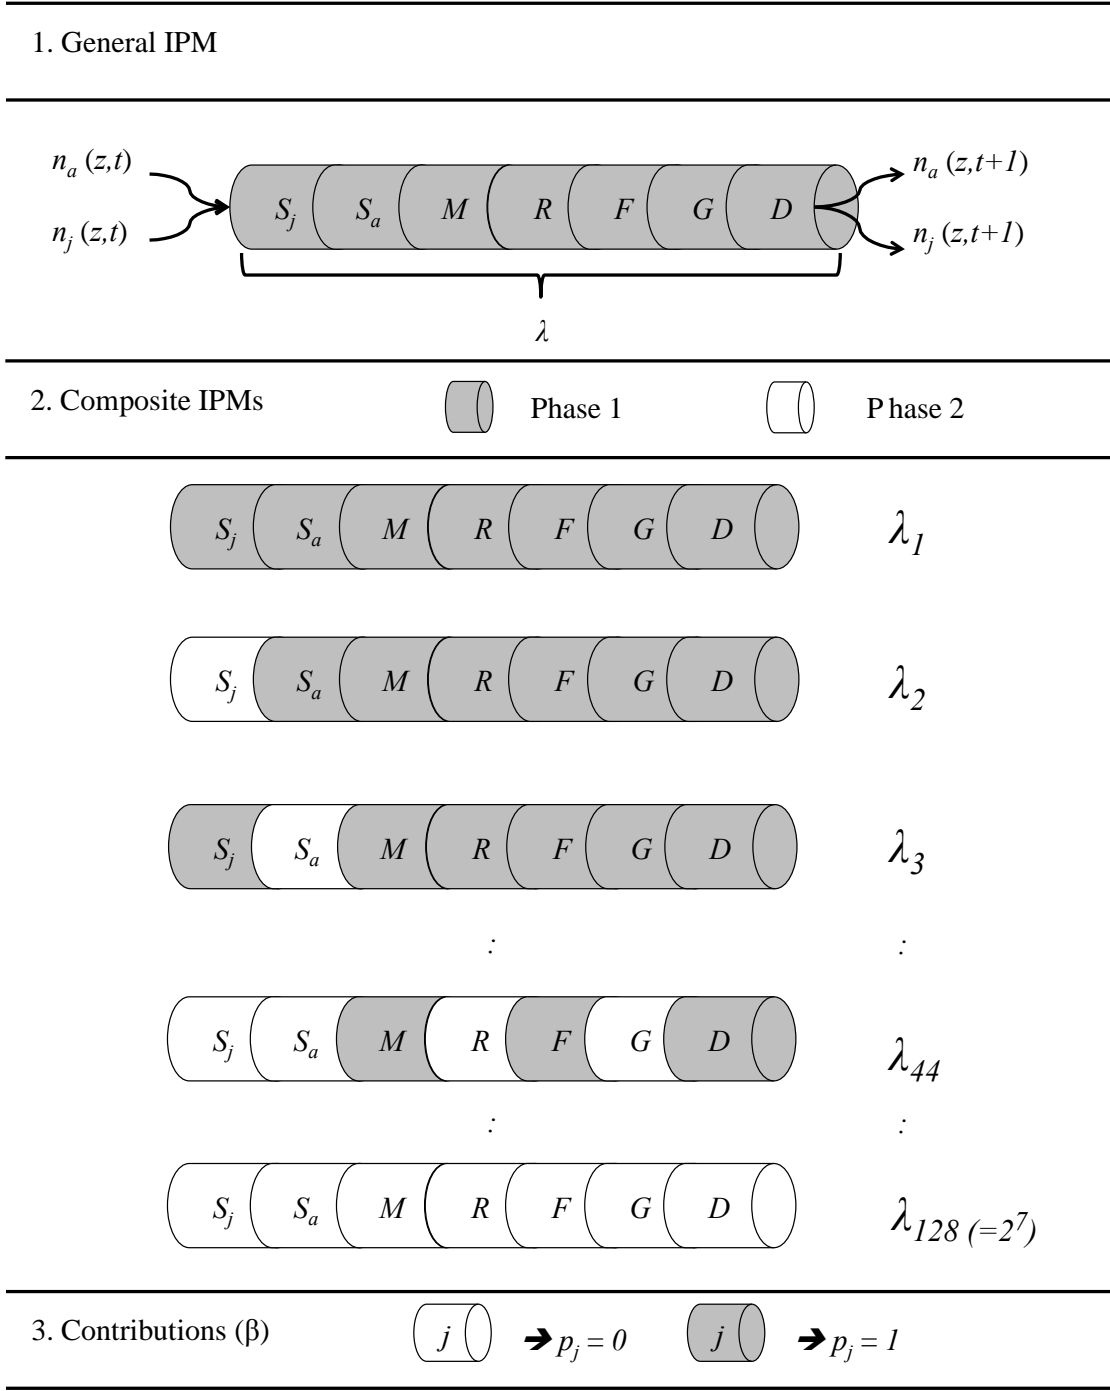 1. General IPM
n_a (z,t)
n_j (z,t)
S_j S_a M R F G D
n_a (z,t+1)
n_j (z,t+1)
λ
2. Composite IPMs
Phase 1
P hase 2
S_j S_a M R F G D λ_1
S_j S_a M R F G D λ_2
S_j S_a M R F G D λ_3
: :
S_j S_a M R F G D λ_44
: :
S_j S_a M R F G D λ_128 (=2^7)
3. Contributions (β)
j ➔ p_j = 0
j ➔ p_j = 1